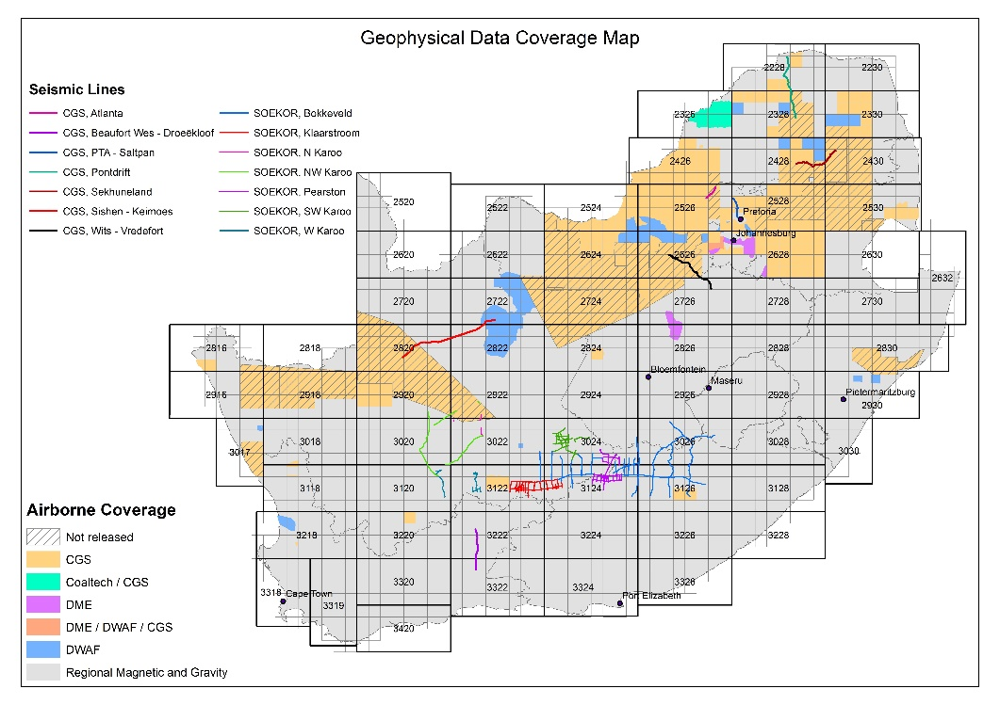 Geophysical Data Coverage Map
Seismic Lines
CGS, Atlanta
CGS, Beaufort Wes - Droeëkloof
CGS, PTA - Saltpan
CGS, Pontdrift
CGS, Sekhuneland
CGS, Sishen - Keimoes
CGS, Wits - Vredefort
SOEKOR, Bokkeveld
SOEKOR, Klaarstroom
SOEKOR, N Karoo
SOEKOR, NW Karoo
SOEKOR, Pearston
SOEKOR, SW Karoo
SOEKOR, W Karoo
2228 2230
2326 2328 2330
2426 2428 2430
2520 2522 2524 2526 2528 2530
Pretoria
Johannesburg
2620 2622 2624 2626 2628 2630
2632
2720 2722 2724 2726 2728 2730
2816 2818 2820 2822 2824 2826 2828 2830
Bloemfontein
Maseru
Pietermaritzburg
2916 2918 2920 2922 2924 2926 2928 2930
3017 3018 3020 3022 3024 3026 3028 3030
3118 3120 3122 3124 3126 3128
3218 3220 3222 3224 3226 3228
3318 Cape Town 3319 3320 3322 3324 Port Elizabeth 3326
3420
Airborne Coverage
Not released
CGS
Coaltech / CGS
DME
DME / DWAF / CGS
DWAF
Regional Magnetic and Gravity